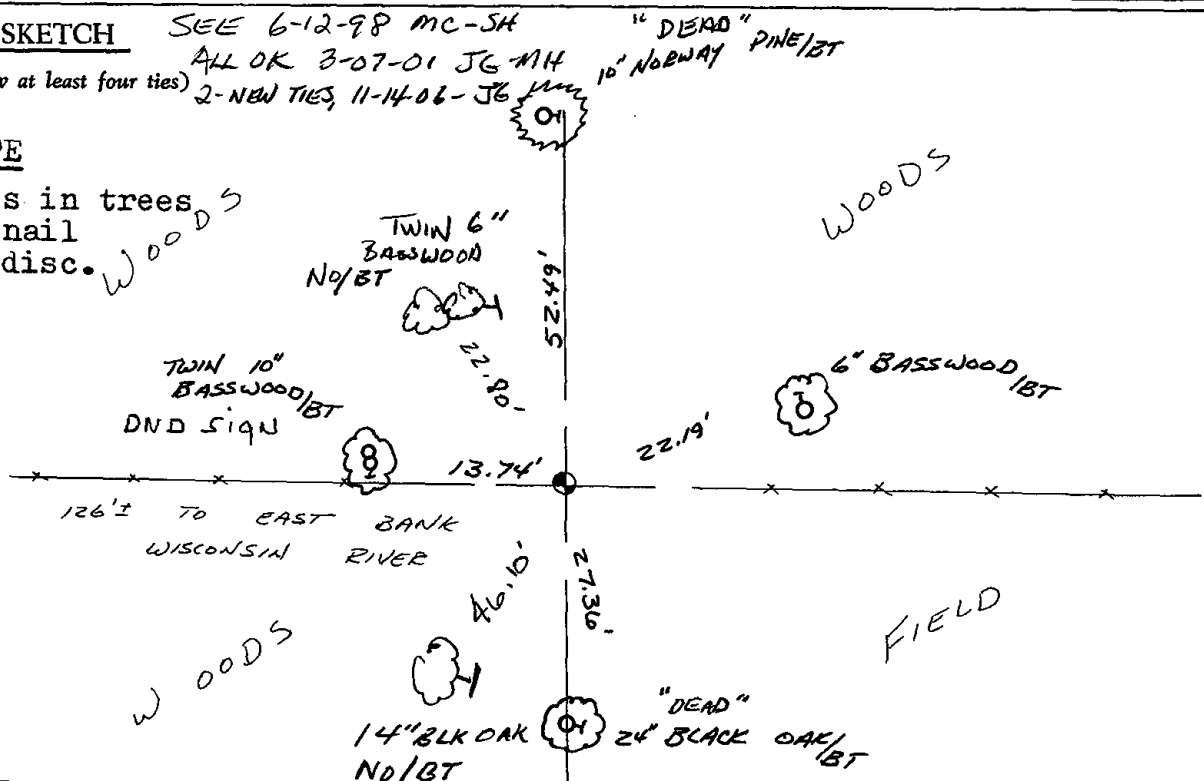 SKETCH SEE 6-12-98 MC-SH
ALL OK 3-07-01 JG-MH
at least four ties) 2-NEW TIES, 11-14-06-JG
"DEAD"
10" NORWAY PINE/BT
s in trees
nail
disc.
WOODS
WOODS
TWIN 6"
BASSWOOD
NO/BT
52.49'
22.80'
TWIN 10"
BASSWOOD/BT
DND SIGN
6" BASSWOOD/BT
22.19'
13.74'
126'± TO EAST BANK
WISCONSIN RIVER
46.10'
27.36'
FIELD
WOODS
14" BLK OAK
NO/BT
"DEAD"
24" BLACK OAK/BT